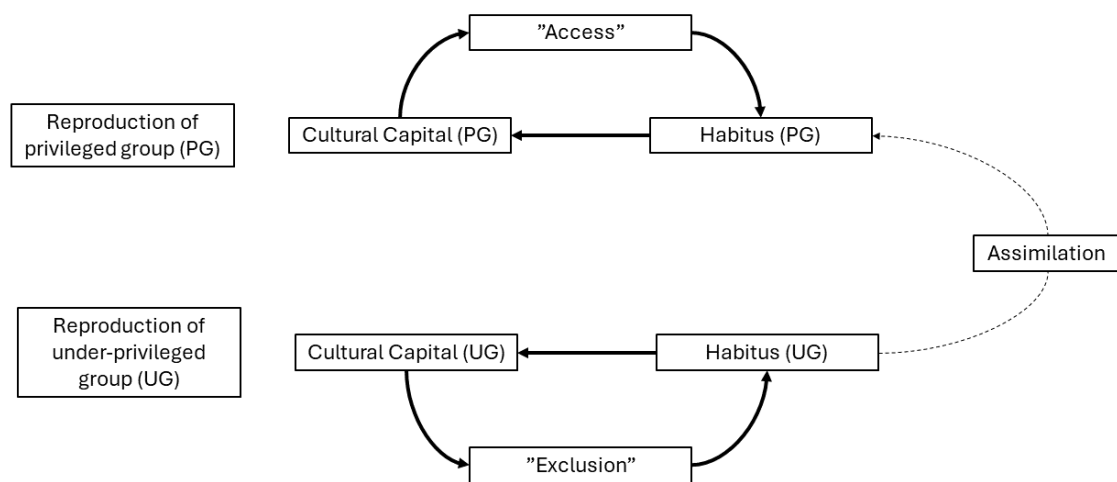 ”Access”
Reproduction of
privileged group (PG)
Cultural Capital (PG)
Habitus (PG)
Assimilation
Reproduction of
under-privileged
group (UG)
Cultural Capital (UG)
Habitus (UG)
”Exclusion”